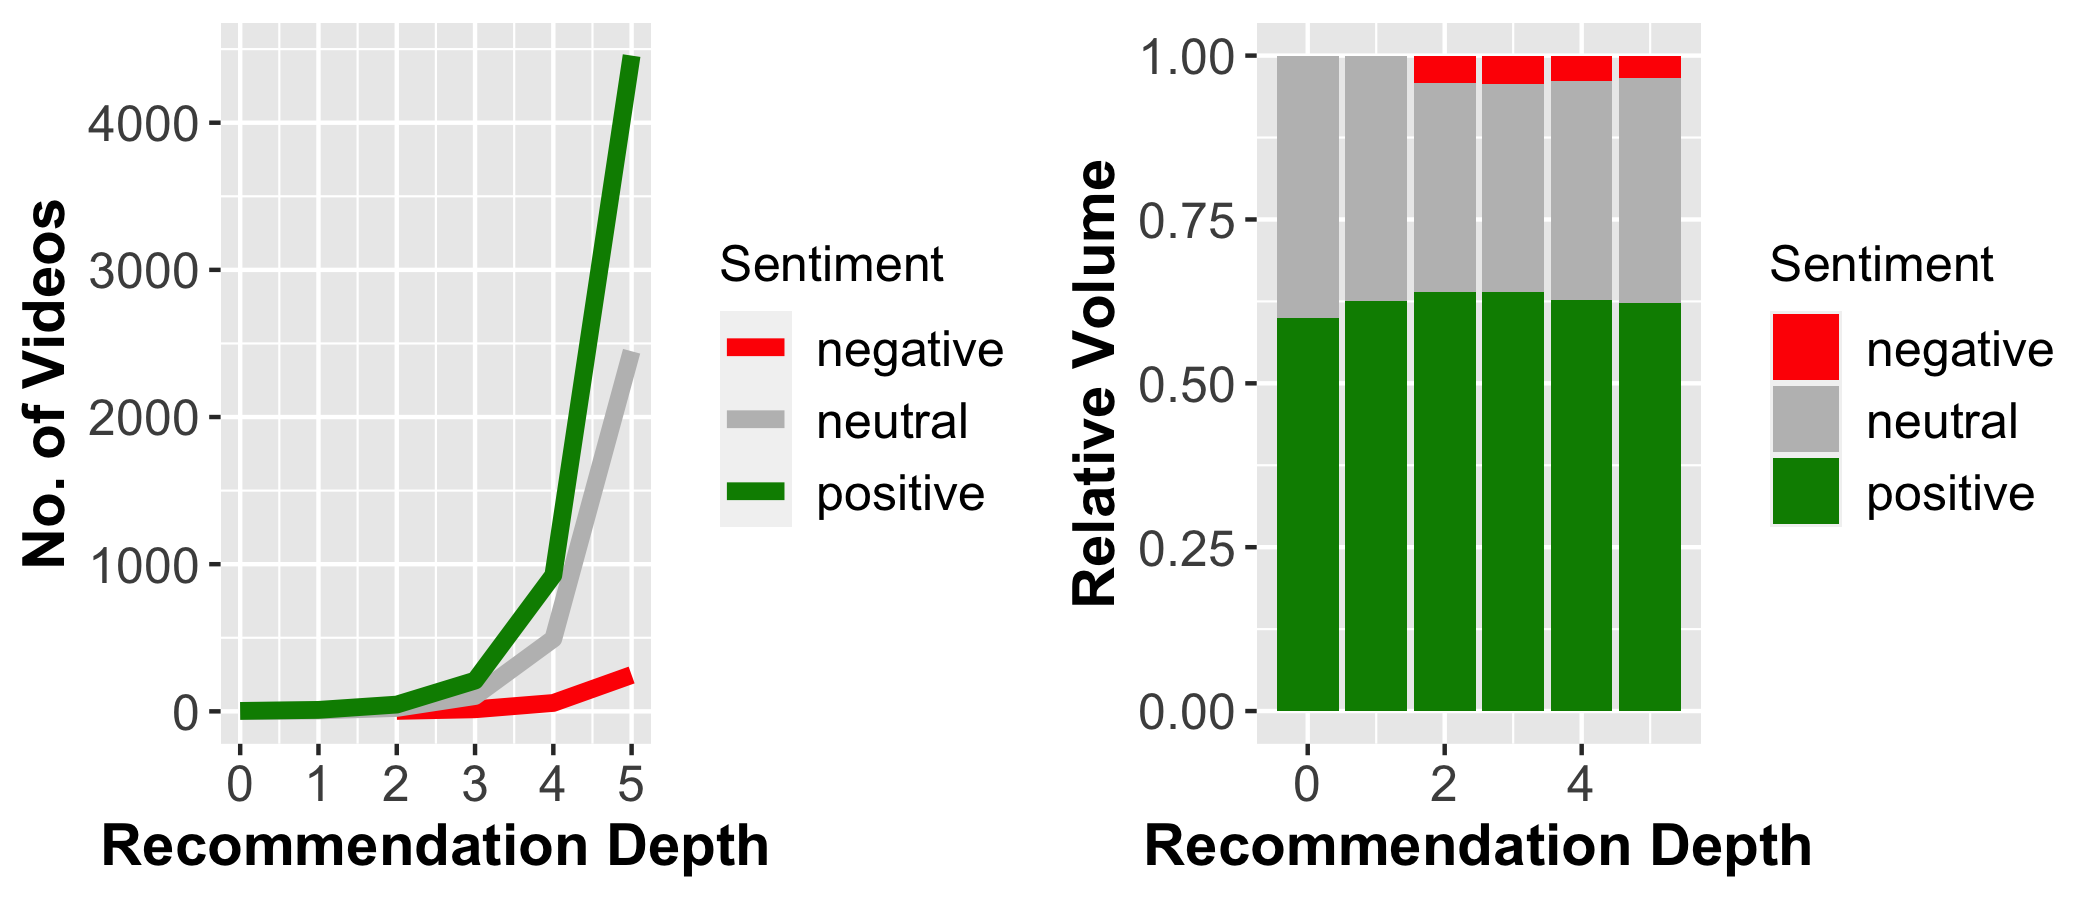 No. of Videos
4000
3000
2000
1000
0
0 1 2 3 4 5
Recommendation Depth
Sentiment
negative
neutral
positive
Relative Volume
1.00
0.75
0.50
0.25
0.00
0 2 4
Recommendation Depth
Sentiment
negative
neutral
positive